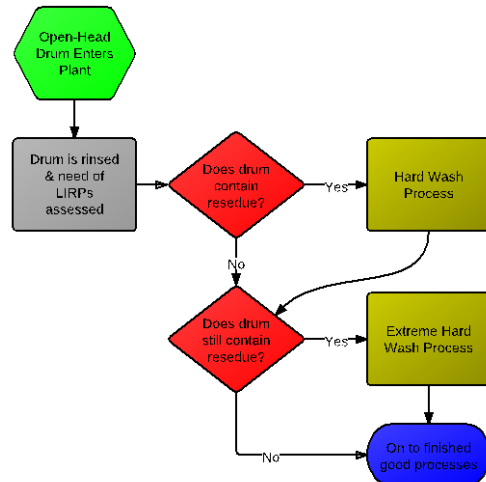 Open-Head
Drum Enters
Plant
Drum is rinsed
& need of
LIRPs
assessed
Does drum
contain
resedue?
Yes
Hard Wash
Process
No
Does drum
still contain
resedue?
Yes
Extreme Hard
Wash Process
No
On to finished
good processes